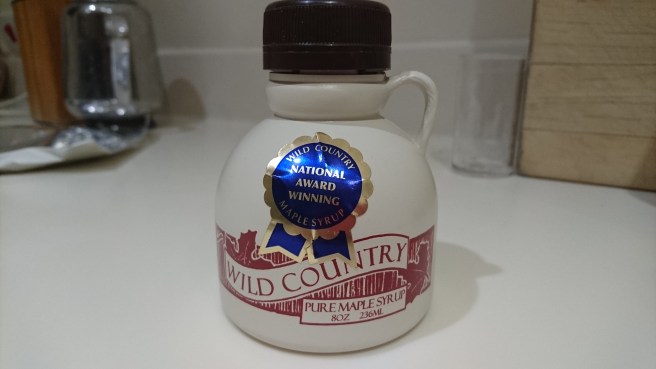 WILD COUNTRY
NATIONAL
AWARD
WINNING
MAPLE SYRUP
WILD COUNTRY
PURE MAPLE SYRUP
8OZ 236ML